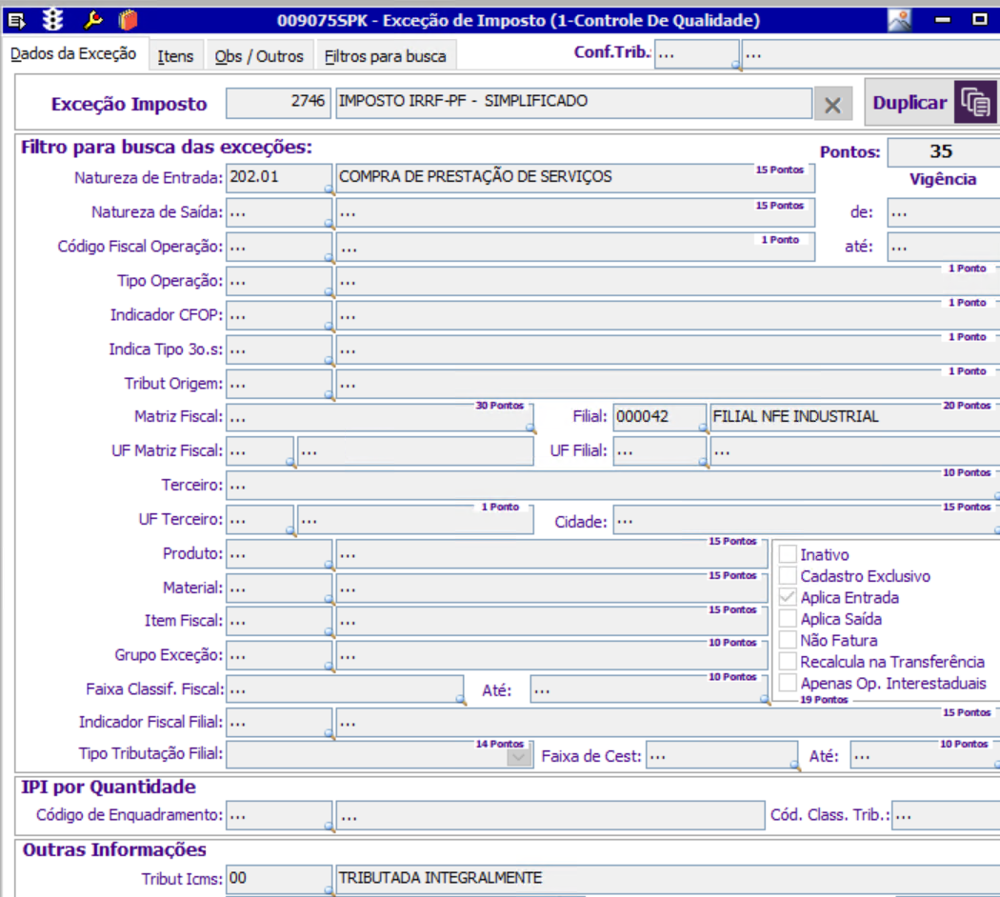 009075SPK - Exceção de Imposto (1-Controle De Qualidade)
Dados da Exceção Itens Obs / Outros Filtros para busca Conf.Trib.: ... ...
Exceção Imposto 2746 IMPOSTO IRRF-PF - SIMPLIFICADO Duplicar
Filtro para busca das exceções: Pontos: 35
Natureza de Entrada: 202.01 COMPRA DE PRESTAÇÃO DE SERVIÇOS 15 Pontos Vigência
Natureza de Saída: ... ... 15 Pontos de: ...
Código Fiscal Operação: ... ... 1 Ponto até: ...
Tipo Operação: ... ... 1 Ponto
Indicador CFOP: ... ... 1 Ponto
Indica Tipo 3o.s: ... ... 1 Ponto
Tribut Origem: ... ... 1 Ponto
Matriz Fiscal: ... 30 Pontos Filial: 000042 FILIAL NFE INDUSTRIAL 20 Pontos
UF Matriz Fiscal: ... ... UF Filial: ... ...
Terceiro: ... 10 Pontos
UF Terceiro: ... ... 1 Ponto Cidade: ... 15 Pontos
Produto: ... ... 15 Pontos Inativo
Material: ... ... 15 Pontos Cadastro Exclusivo
Aplica Entrada
Item Fiscal: ... ... 15 Pontos Aplica Saída
Não Fatura
Grupo Exceção: ... ... 10 Pontos Recalcula na Transferência
Faixa Classif. Fiscal: ... Até: ... 10 Pontos Apenas Op. Interestaduais
19 Pontos
Indicador Fiscal Filial: ... ... 15 Pontos
Tipo Tributação Filial: 14 Pontos Faixa de Cest: ... Até: ... 10 Pontos
IPI por Quantidade
Código de Enquadramento: ... ... Cód. Class. Trib.: ...
Outras Informações
Tribut Icms: 00 TRIBUTADA INTEGRALMENTE